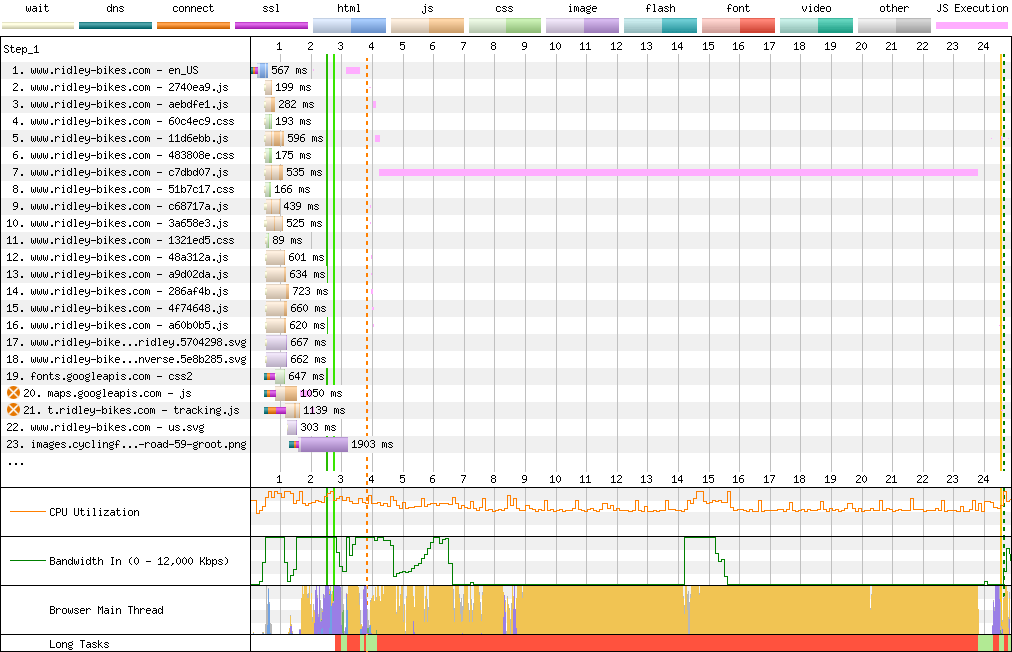 wait dns connect ssl html js css image flash font video other JS Execution
Step_1 1 2 3 4 5 6 7 8 9 10 11 12 13 14 15 16 17 18 19 20 21 22 23 24
1. www.ridley-bikes.com - en_US 567 ms
2. www.ridley-bikes.com - 2740ea9.js 199 ms
3. www.ridley-bikes.com - aebdfe1.js 282 ms
4. www.ridley-bikes.com - 60c4ec9.css 193 ms
5. www.ridley-bikes.com - 11d6ebb.js 596 ms
6. www.ridley-bikes.com - 483808e.css 175 ms
7. www.ridley-bikes.com - c7dbd07.js 535 ms
8. www.ridley-bikes.com - 51b7c17.css 166 ms
9. www.ridley-bikes.com - c68717a.js 439 ms
10. www.ridley-bikes.com - 3a658e3.js 525 ms
11. www.ridley-bikes.com - 1321ed5.css 89 ms
12. www.ridley-bikes.com - 48a312a.js 601 ms
13. www.ridley-bikes.com - a9d02da.js 634 ms
14. www.ridley-bikes.com - 286af4b.js 723 ms
15. www.ridley-bikes.com - 4f74648.js 660 ms
16. www.ridley-bikes.com - a60b0b5.js 620 ms
17. www.ridley-bike...ridley.5704298.svg 667 ms
18. www.ridley-bike...nverse.5e8b285.svg 662 ms
19. fonts.googleapis.com - css2 647 ms
20. maps.googleapis.com - js 1050 ms
21. t.ridley-bikes.com - tracking.js 1139 ms
22. www.ridley-bikes.com - us.svg 303 ms
23. images.cyclingf...-road-59-groot.png 1903 ms
...
1 2 3 4 5 6 7 8 9 10 11 12 13 14 15 16 17 18 19 20 21 22 23 24
CPU Utilization
Bandwidth In (0 - 12,000 Kbps)
Browser Main Thread
Long Tasks